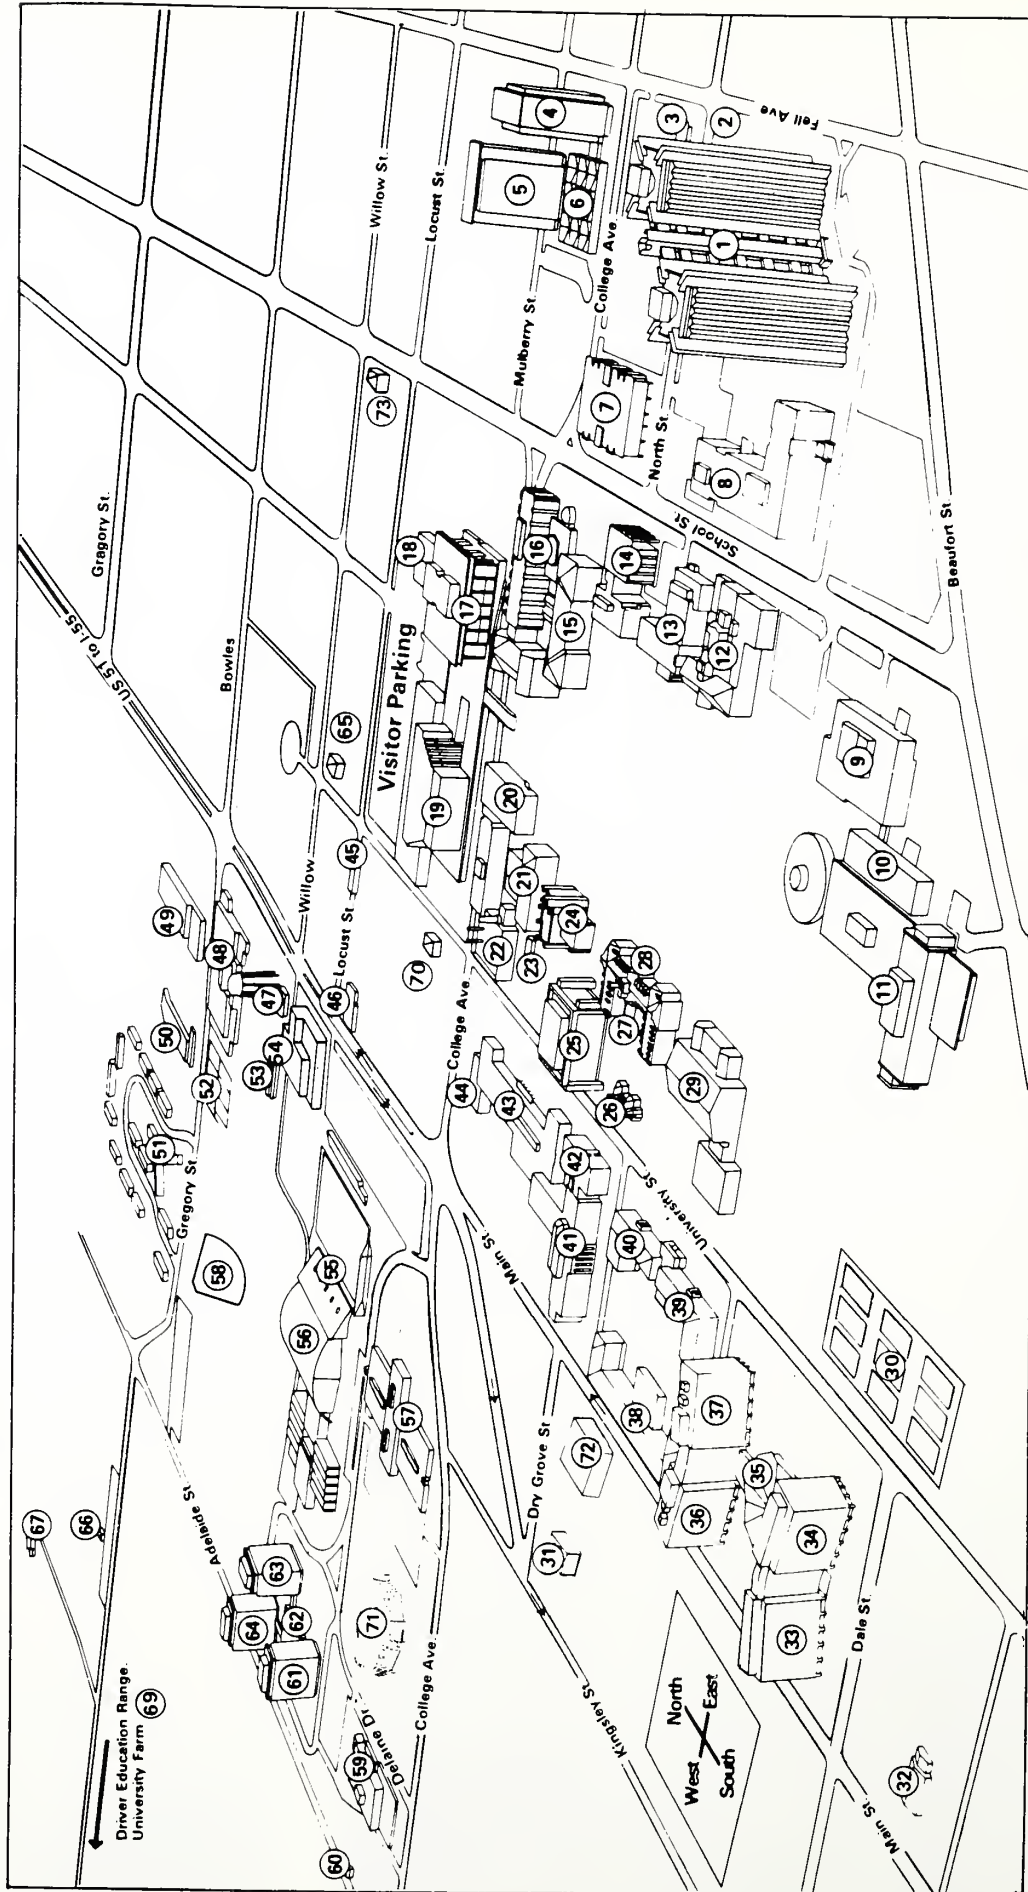 US 51 to I-55
Gragory St.
Bowles
Willow St.
Locust St.
Mulberry St.
College Ave.
North St.
School St.
Fell Ave
Beaufort St.
Visitor Parking
Willow
Locust St
College Ave.
Gregory St.
Adelaide St.
Main St
University St.
Dry Grove St
Kingsley St.
Dale St.
Main St.
College Ave.
Delaine Dr.
Driver Education Range.
University Farm 69
North
West East
South
1
2
3
4
5
6
7
8
9
10
11
12
13
14
15
16
17
18
19
20
21
22
23
24
25
26
27
28
29
30
31
32
33
34
35
36
37
38
39
40
41
42
43
44
45
46
47
48
49
50
51
52
53
54
55
56
57
58
59
60
61
62
63
64
65
66
67
70
71
72
73